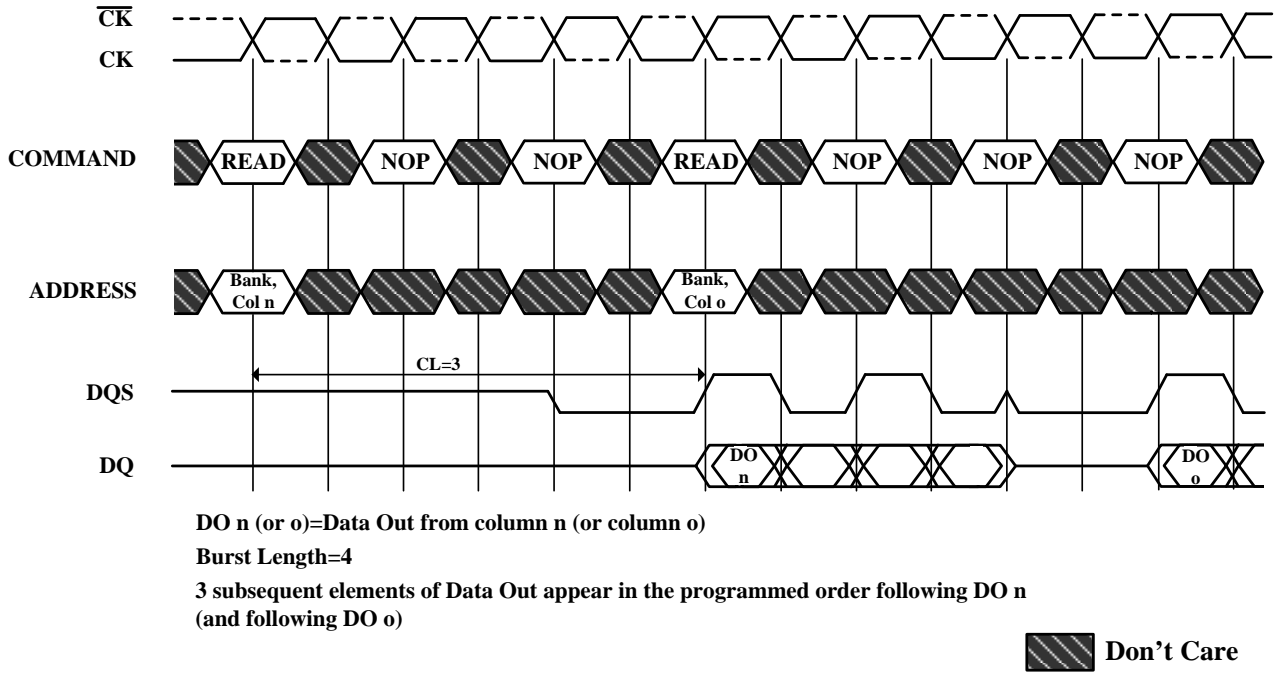 CK
CK
COMMAND READ NOP NOP READ NOP NOP NOP
ADDRESS Bank, Col n Bank, Col o
CL=3
DQS
DQ DO n DO o
DO n (or o)=Data Out from column n (or column o)
Burst Length=4
3 subsequent elements of Data Out appear in the programmed order following DO n
(and following DO o)
Don't Care